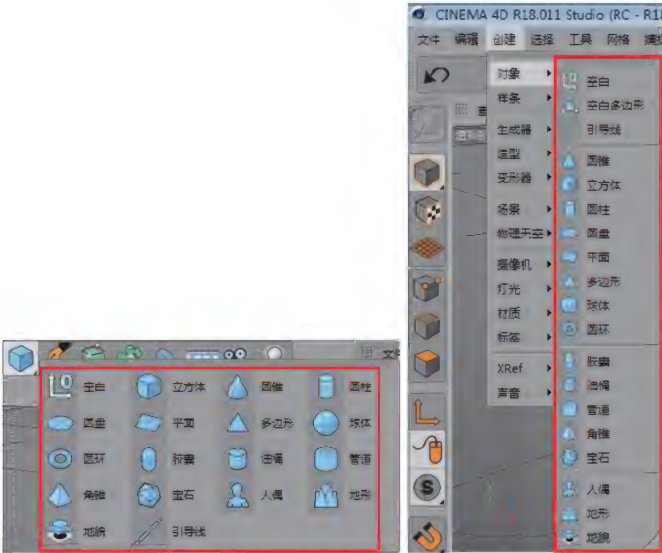 CINEMA 4D R18.011 Studio (RC - R18
文件 编辑 创建 选择 工具 网格 捕捉
对象
样条
生成器
造型
变形器
场景
物理天空
摄像机
灯光
材质
标签
XRef
声音
空白
空白多边形
引导线
圆锥
立方体
圆柱
圆盘
平面
多边形
球体
圆环
胶囊
油桶
管道
角锥
宝石
人偶
地形
地貌
空白 立方体 圆锥 圆柱
圆盘 平面 多边形 球体
圆环 胶囊 油桶 管道
角锥 宝石 人偶 地形
地貌 引导线